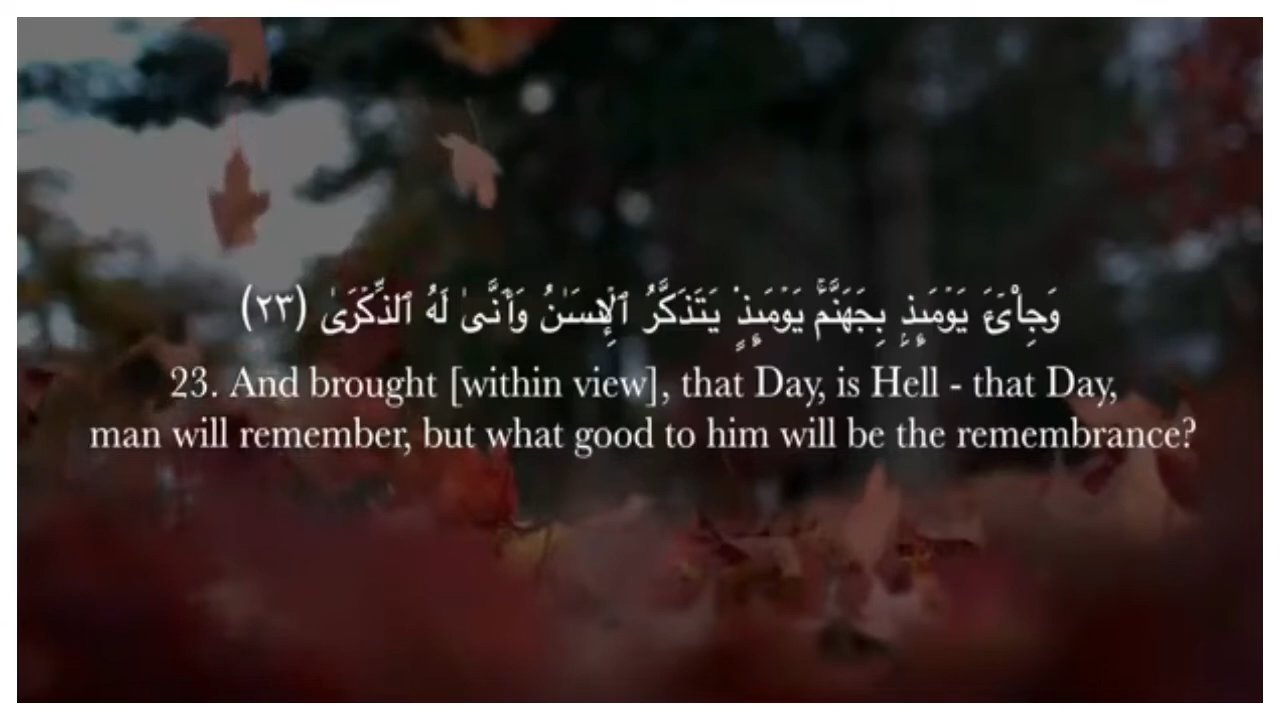 وَجِا۟ىٓءَ يَوْمَىِٕذٍۭ بِجَهَنَّمَ ۚ يَوْمَىِٕذٍ يَتَذَكَّرُ ٱلْإِنسَـٰنُ وَأَنَّىٰ لَهُ ٱلذِّكْرَىٰ (٢٣)
23. And brought [within view], that Day, is Hell - that Day,
man will remember, but what good to him will be the remembrance?